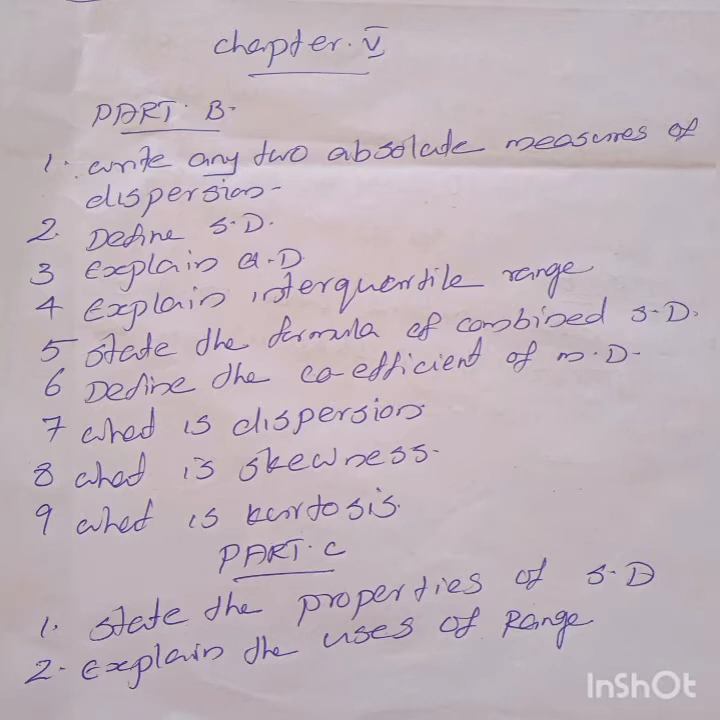 chapter. V
PART. B.
1. write any two absolute measures of
dispersion-
2. Define S.D.
3 Explain Q.D
4 Explain interquartile range
5 state the formula of combined S.D.
6 Define the co-efficient of m.D-
7 what is dispersion
8 what is skewness.
9 what is kurtosis.
PART. C
1. state the properties of S.D
2- Explain the uses of Range
InShOt